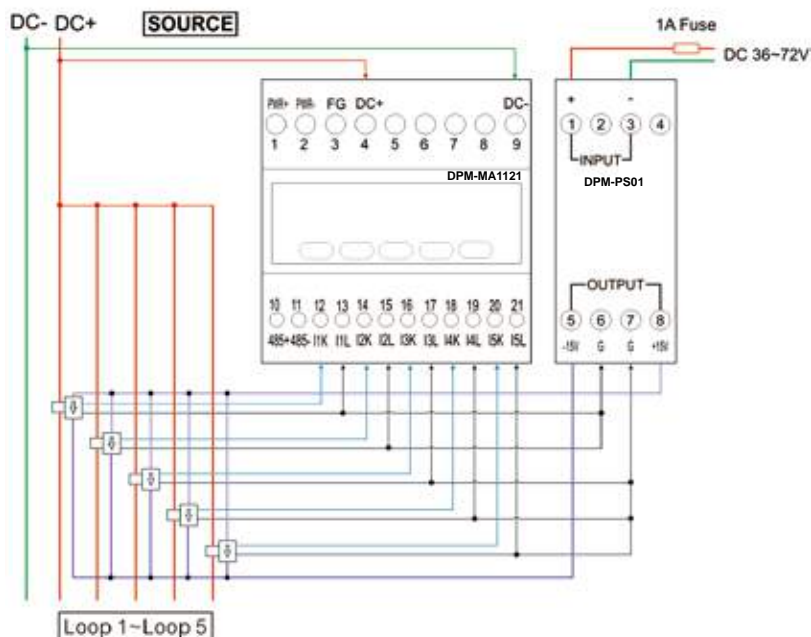 DC- DC+ SOURCE
1A Fuse
DC 36~72V
PWR+ PWR- FG DC+ DC-
1 2 3 4 5 6 7 8 9
+ -
1 2 3 4
INPUT
DPM-MA1121
DPM-PS01
OUTPUT
10 11 12 13 14 15 16 17 18 19 20 21
485+ 485- I1K I1L I2K I2L I3K I3L I4K I4L I5K I5L
5 6 7 8
-15V G G +15V
Loop 1~Loop 5